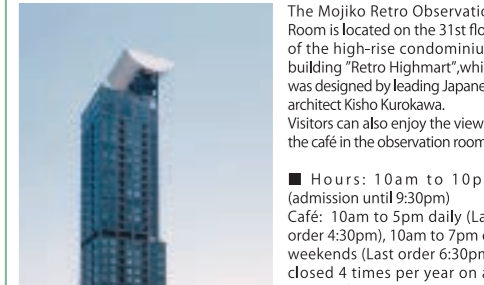 The Mojiko Retro Observatio
Room is located on the 31st flo
of the high-rise condominiu
building "Retro Highmart",whi
was designed by leading Japane
architect Kisho Kurokawa.
Visitors can also enjoy the view
the café in the observation room
■ Hours: 10am to 10p
(admission until 9:30pm)
Café: 10am to 5pm daily (La
order 4:30pm), 10am to 7pm
weekends (Last order 6:30pm
closed 4 times per year on a